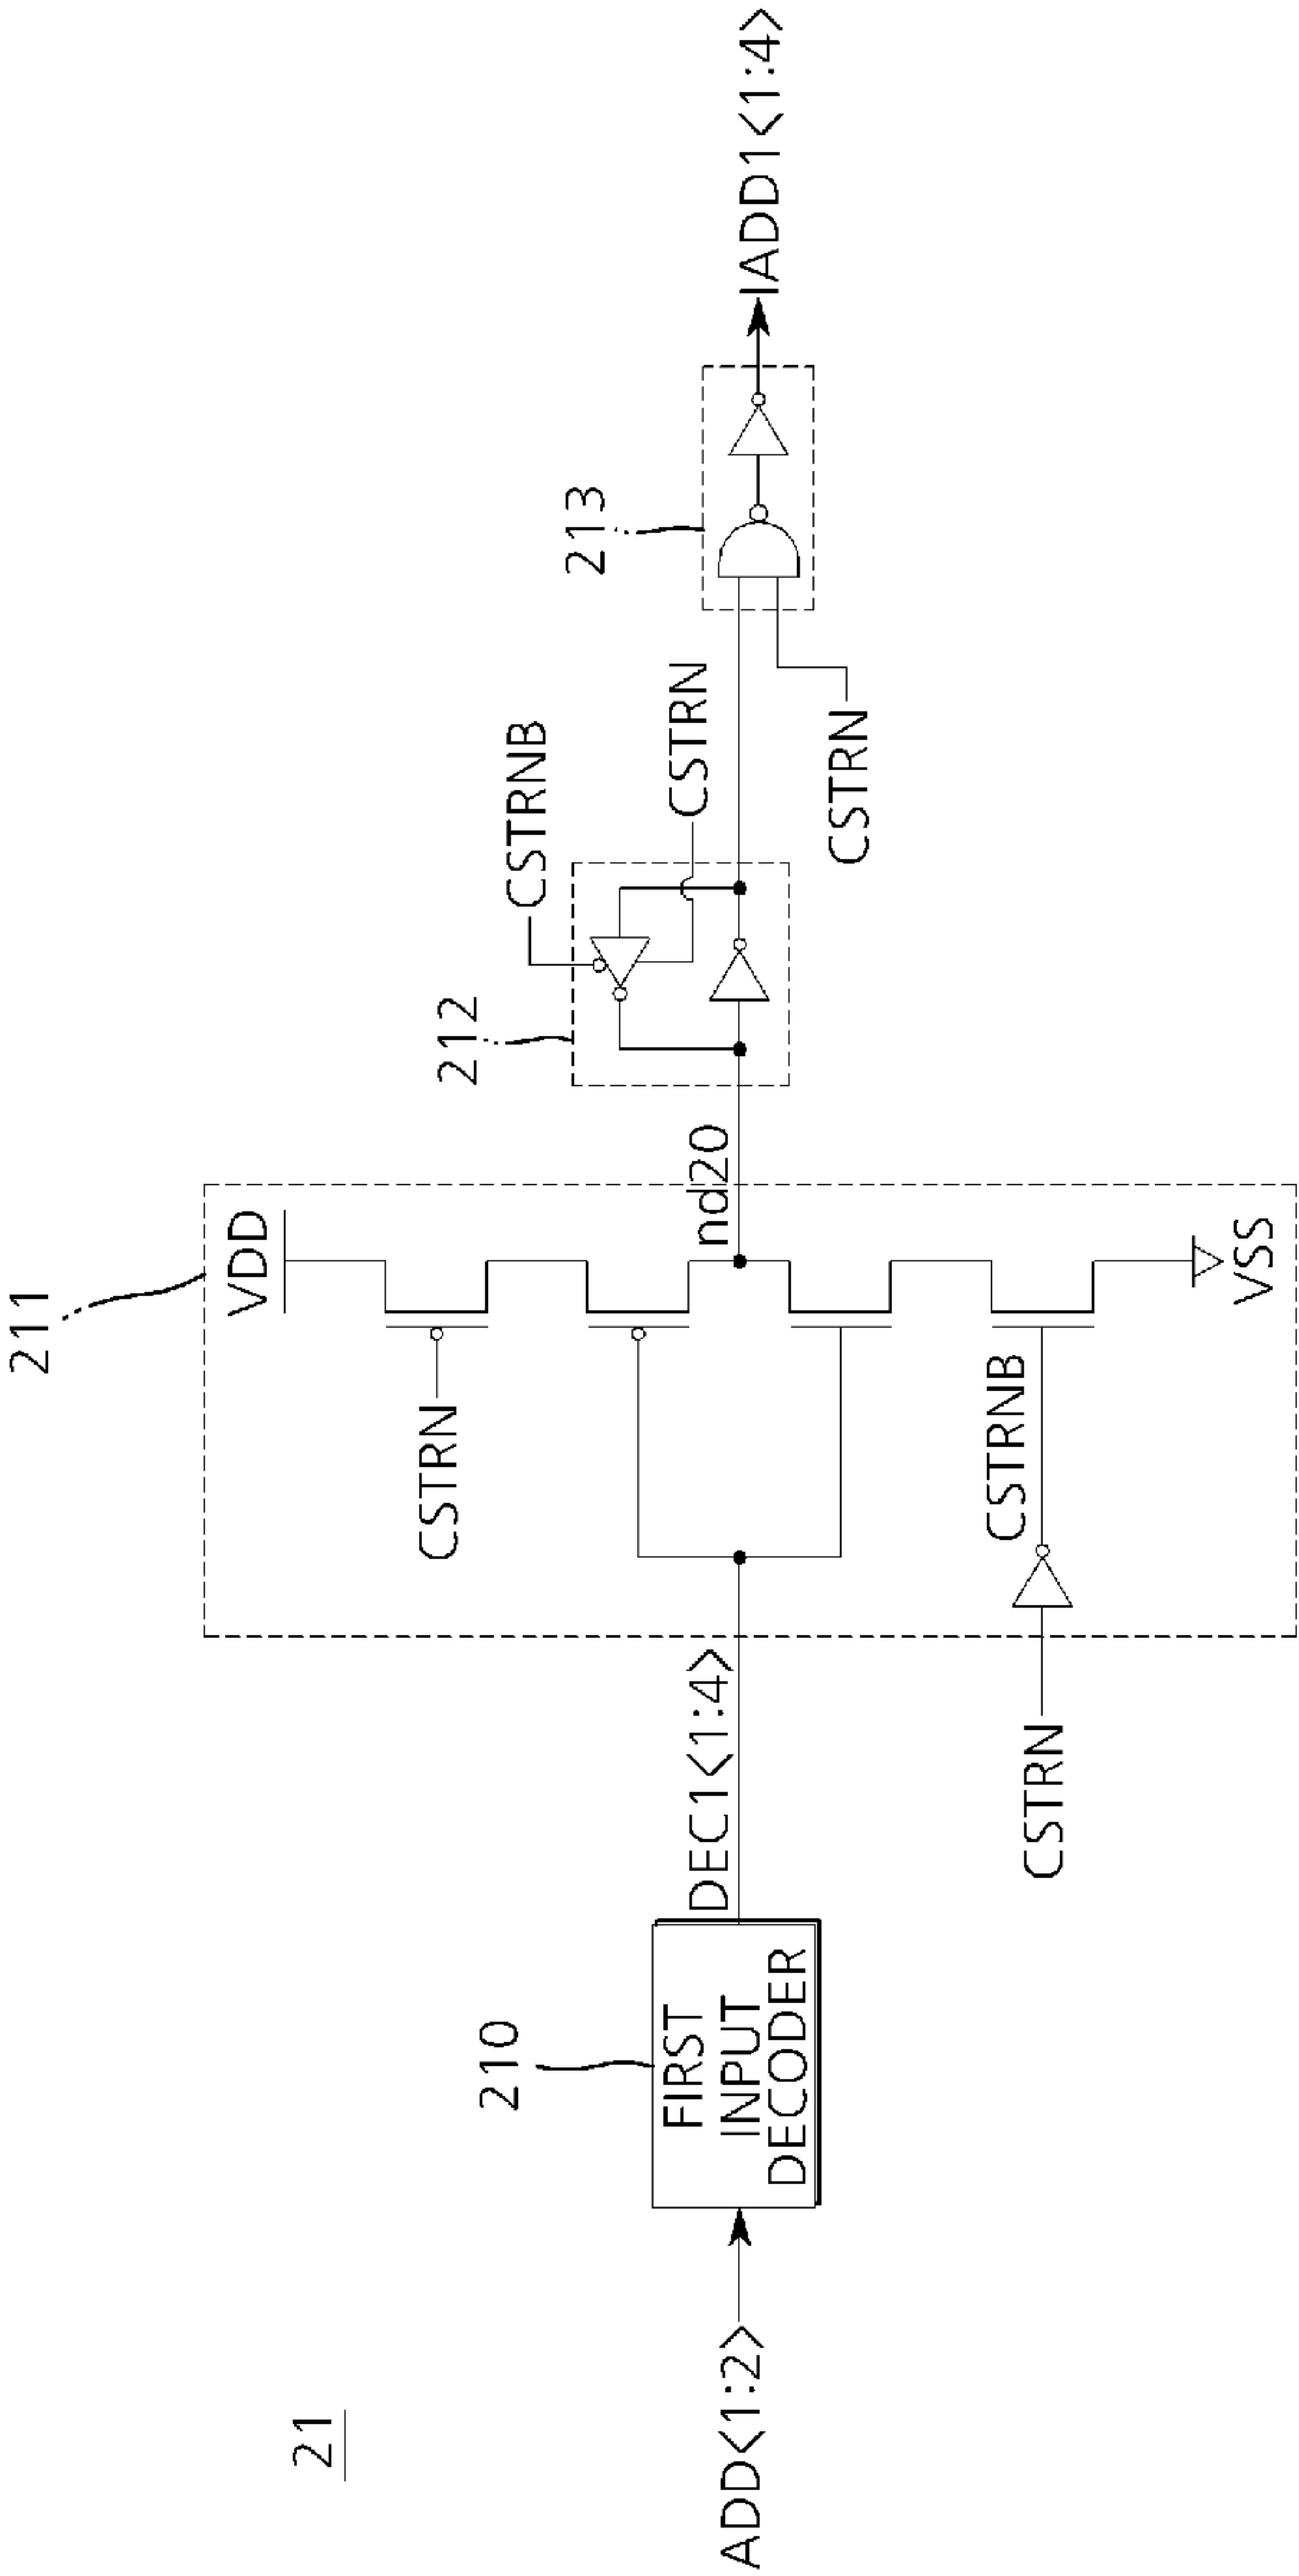 21
ADD<1:2>
210
FIRST
INPUT
DECODER
DEC1<1:4>
211
VDD
CSTRN
nd20
CSTRNB
CSTRN
VSS
212
CSTRNB
CSTRN
213
CSTRN
IADD1<1:4>